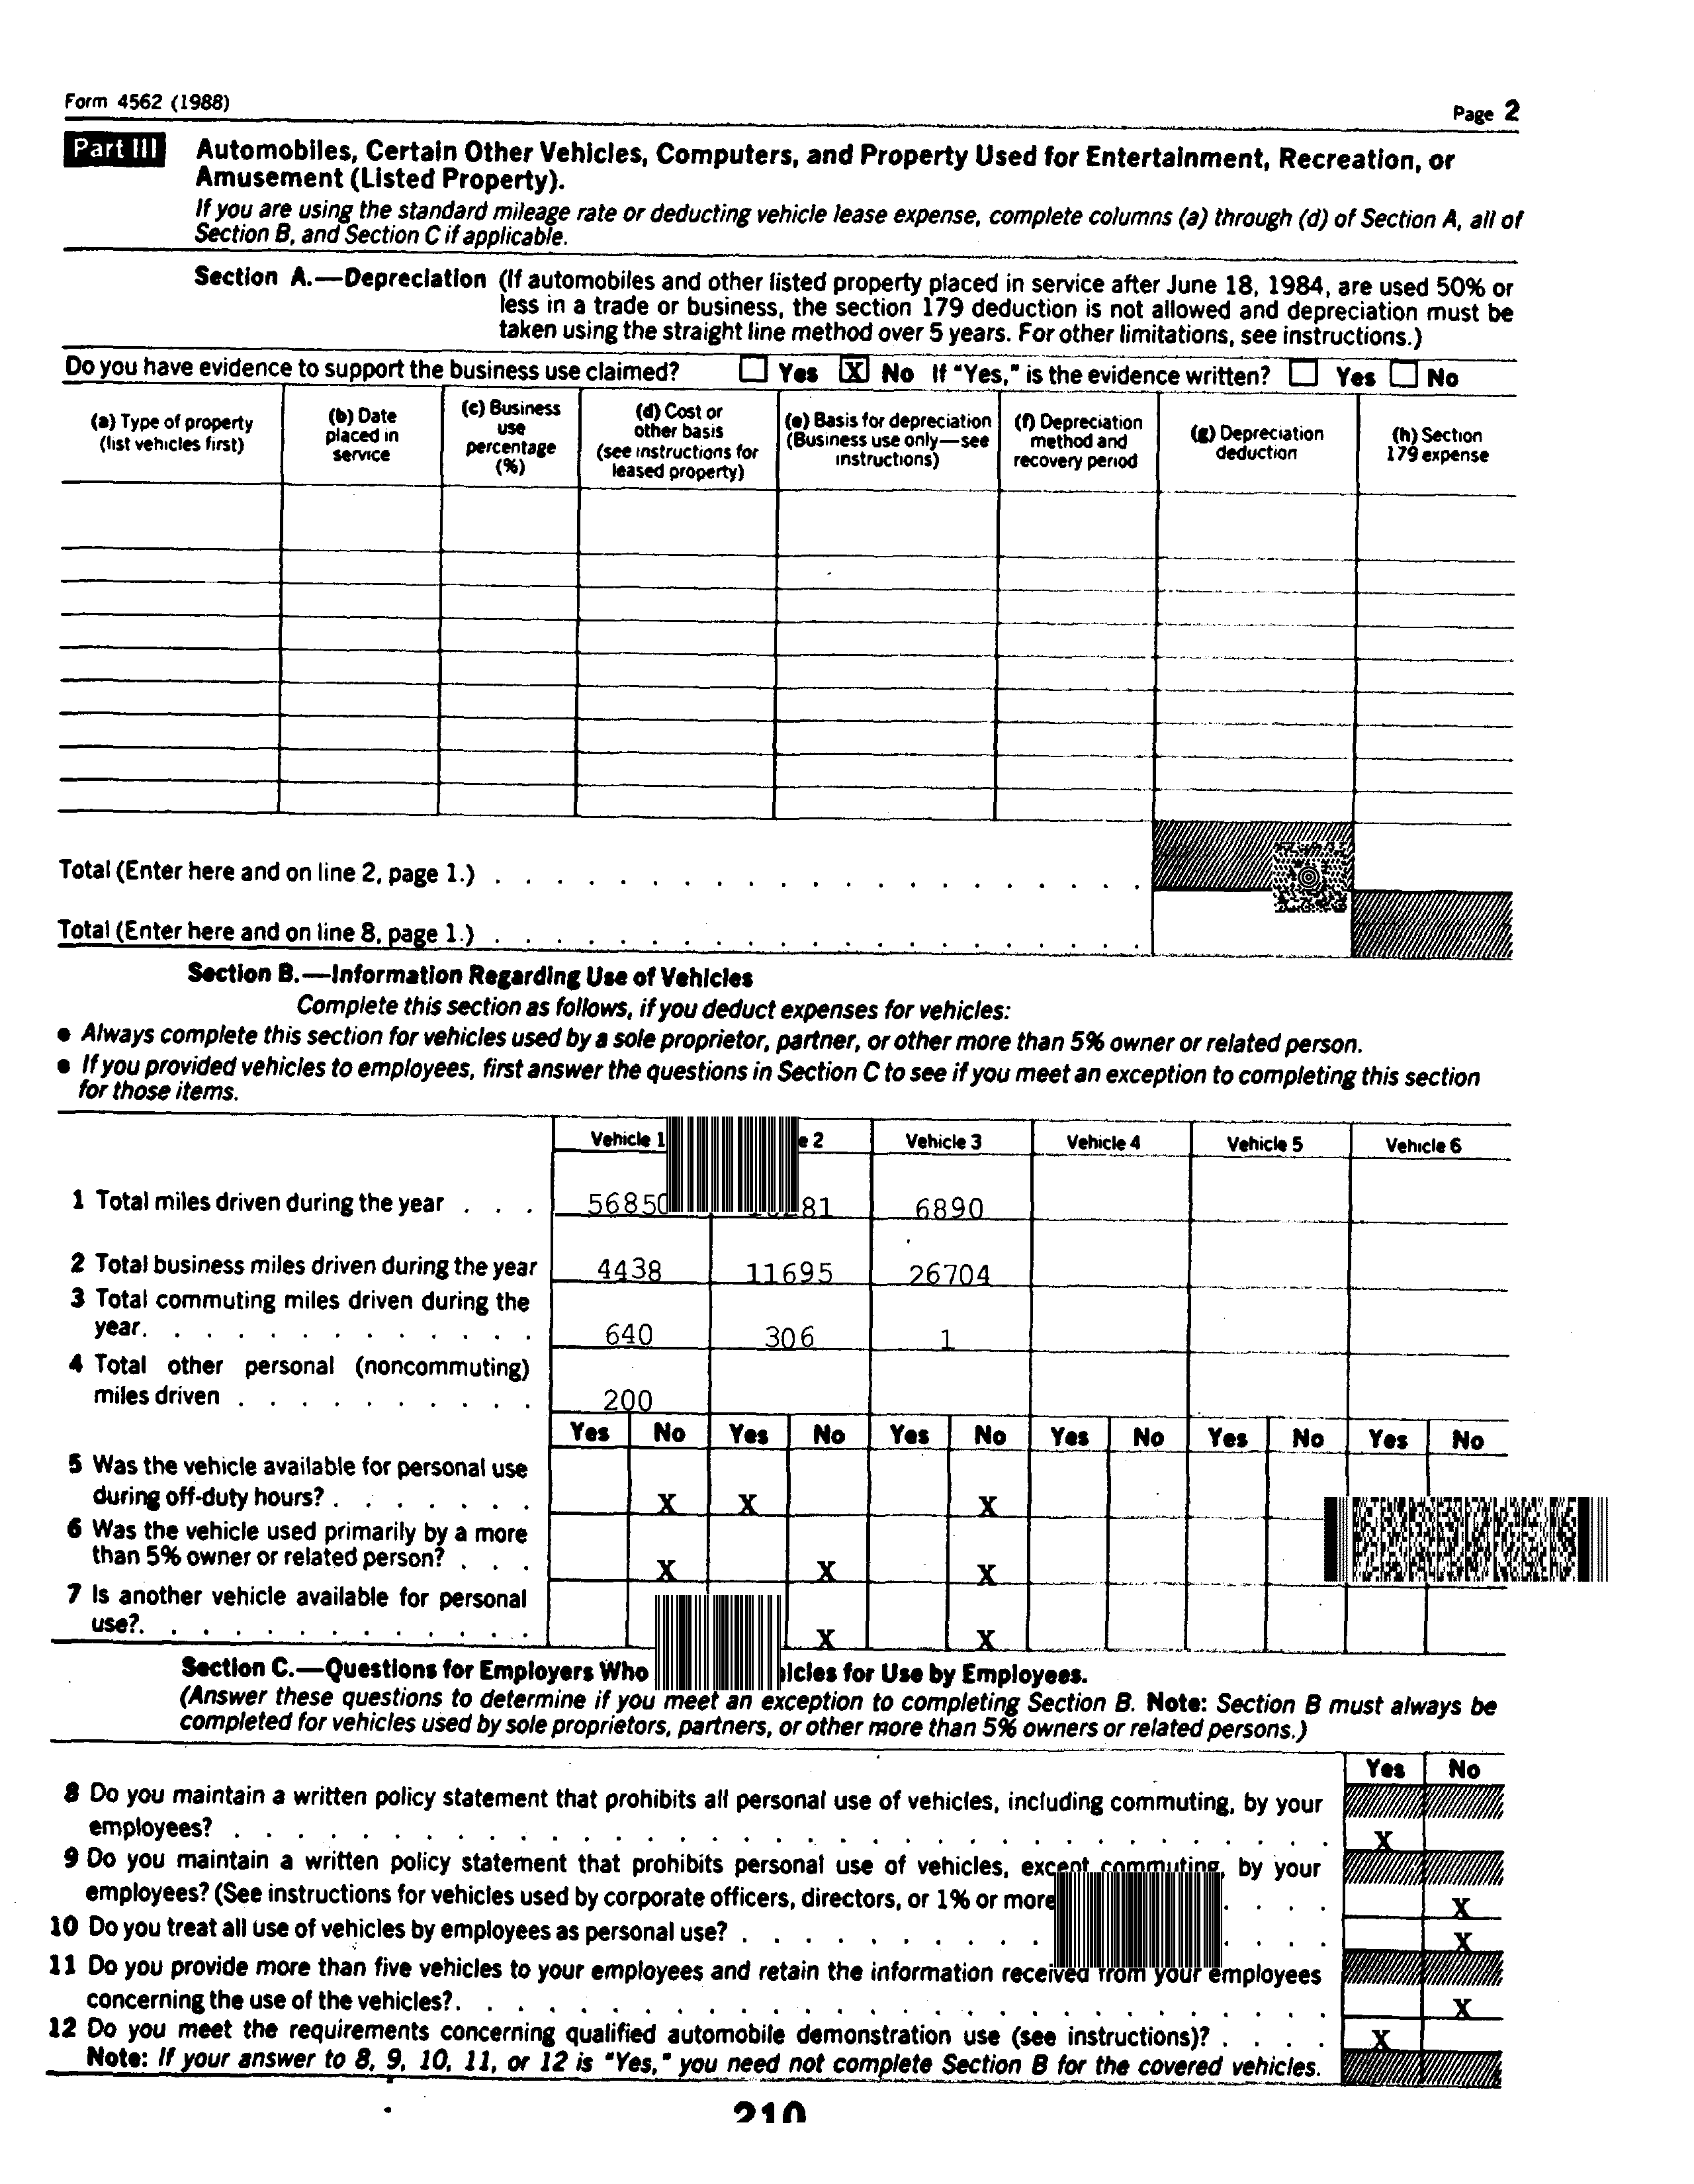 Form 4562 (1988)
Page 2
Part III Automobiles, Certain Other Vehicles, Computers, and Property Used for Entertainment, Recreation, or
Amusement (Listed Property).
If you are using the standard mileage rate or deducting vehicle lease expense, complete columns (a) through (d) of Section A, all of
Section B, and Section C if applicable.
Section A.—Depreciation (If automobiles and other listed property placed in service after June 18, 1984, are used 50% or
less in a trade or business, the section 179 deduction is not allowed and depreciation must be
taken using the straight line method over 5 years. For other limitations, see instructions.)
Do you have evidence to support the business use claimed? Yes X No If "Yes," is the evidence written? Yes No
(a) Type of property
(list vehicles first)
(b) Date
placed in
service
(c) Business
use
percentage
(%)
(d) Cost or
other basis
(see instructions for
leased property)
(e) Basis for depreciation
(Business use only—see
instructions)
(f) Depreciation
method and
recovery period
(g) Depreciation
deduction
(h) Section
179 expense
Total (Enter here and on line 2, page 1.)
Total (Enter here and on line 8, page 1.)
Section B.—Information Regarding Use of Vehicles
Complete this section as follows, if you deduct expenses for vehicles:
● Always complete this section for vehicles used by a sole proprietor, partner, or other more than 5% owner or related person.
● If you provided vehicles to employees, first answer the questions in Section C to see if you meet an exception to completing this section
for those items.
Vehicle 1 2 Vehicle 3 Vehicle 4 Vehicle 5 Vehicle 6
1 Total miles driven during the year . . . 56850 6890
2 Total business miles driven during the year 4438 11695 26704
3 Total commuting miles driven during the
year. 640 306 1
4 Total other personal (noncommuting)
miles driven 200
Yes No Yes No Yes No Yes No Yes No Yes No
5 Was the vehicle available for personal use
during off-duty hours? X X X
6 Was the vehicle used primarily by a more
than 5% owner or related person? X X X
7 Is another vehicle available for personal
use? X X
Section C.—Questions for Employers Who for Use by Employees.
(Answer these questions to determine if you meet an exception to completing Section B. Note: Section B must always be
completed for vehicles used by sole proprietors, partners, or other more than 5% owners or related persons.)
Yes No
8 Do you maintain a written policy statement that prohibits all personal use of vehicles, including commuting, by your
employees? X
9 Do you maintain a written policy statement that prohibits personal use of vehicles, except commuting, by your
employees? (See instructions for vehicles used by corporate officers, directors, or 1% or more X
10 Do you treat all use of vehicles by employees as personal use? X
11 Do you provide more than five vehicles to your employees and retain the information received from your employees
concerning the use of the vehicles? X
12 Do you meet the requirements concerning qualified automobile demonstration use (see instructions)? X
Note: If your answer to 8, 9, 10, 11, or 12 is "Yes," you need not complete Section B for the covered vehicles.
210